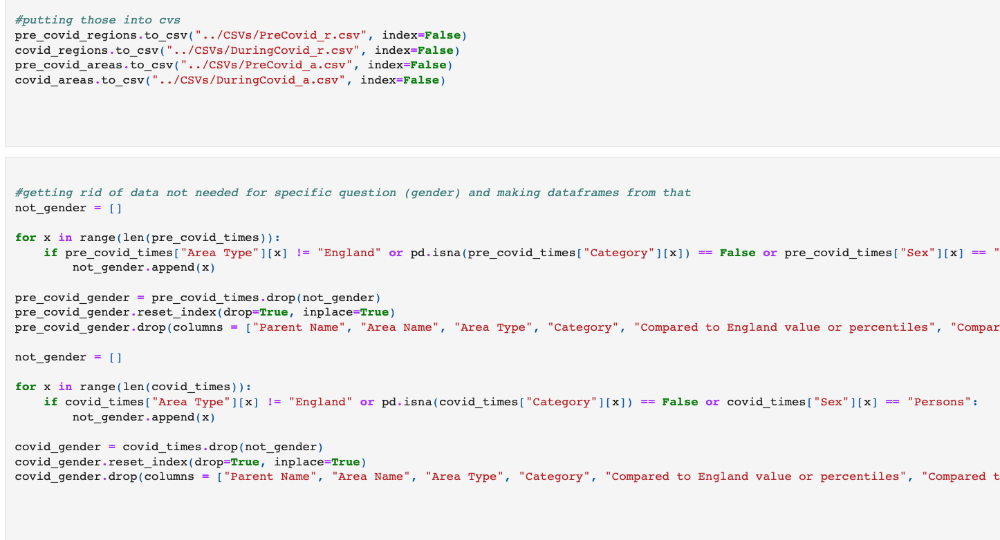 #putting those into cvs
pre_covid_regions.to_csv("../CSVs/PreCovid_r.csv", index=False)
covid_regions.to_csv("../CSVs/DuringCovid_r.csv", index=False)
pre_covid_areas.to_csv("../CSVs/PreCovid_a.csv", index=False)
covid_areas.to_csv("../CSVs/DuringCovid_a.csv", index=False)
#getting rid of data not needed for specific question (gender) and making dataframes from that
not_gender = []
for x in range(len(pre_covid_times)):
    if pre_covid_times["Area Type"][x] != "England" or pd.isna(pre_covid_times["Category"][x]) == False or pre_covid_times["Sex"][x] == "
        not_gender.append(x)
pre_covid_gender = pre_covid_times.drop(not_gender)
pre_covid_gender.reset_index(drop=True, inplace=True)
pre_covid_gender.drop(columns = ["Parent Name", "Area Name", "Area Type", "Category", "Compared to England value or percentiles", "Compar
not_gender = []
for x in range(len(covid_times)):
    if covid_times["Area Type"][x] != "England" or pd.isna(covid_times["Category"][x]) == False or covid_times["Sex"][x] == "Persons":
        not_gender.append(x)
covid_gender = covid_times.drop(not_gender)
covid_gender.reset_index(drop=True, inplace=True)
covid_gender.drop(columns = ["Parent Name", "Area Name", "Area Type", "Category", "Compared to England value or percentiles", "Compared t